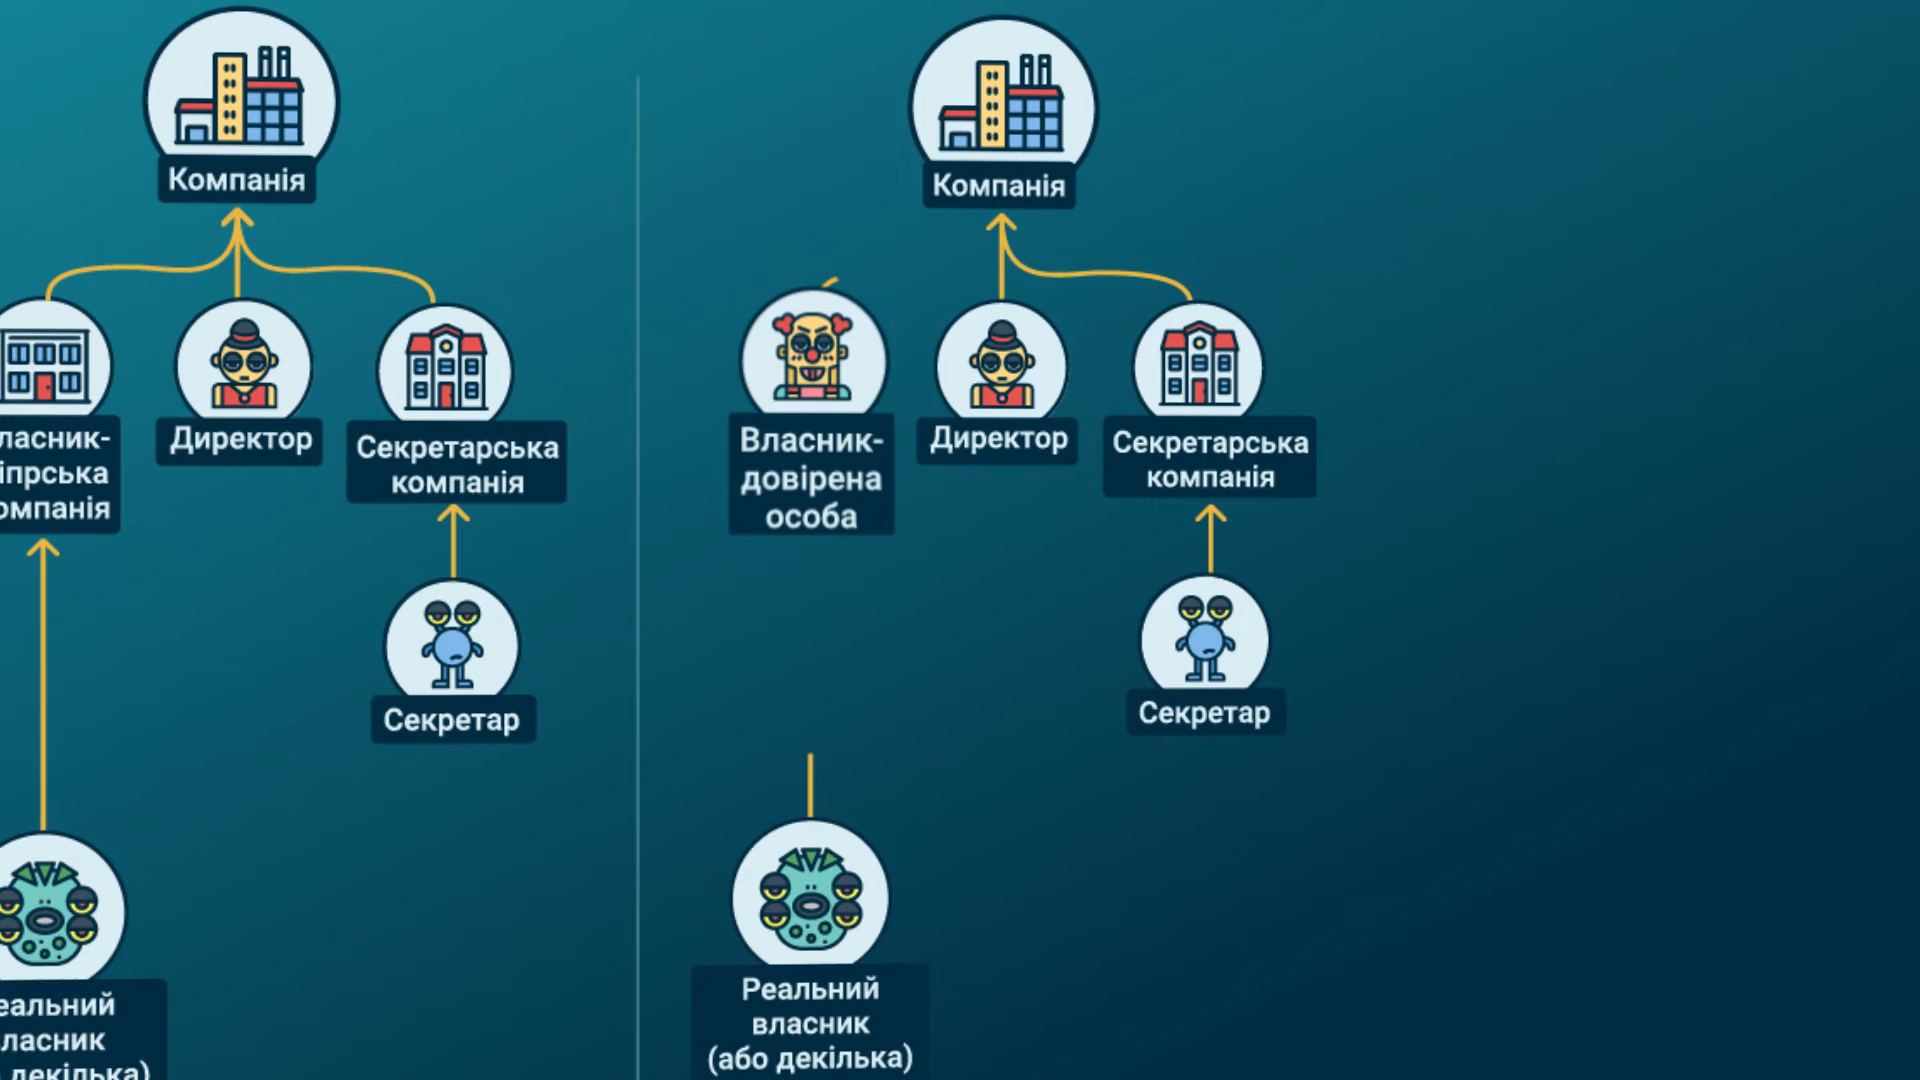 Компанія
ласник-
іпрська
омпанія
Директор
Секретарська
компанія
Секретар
еальний
ласник
декілька)
Компанія
Власник-
довірена
особа
Директор
Секретарська
компанія
Секретар
Реальний
власник
(або декілька)